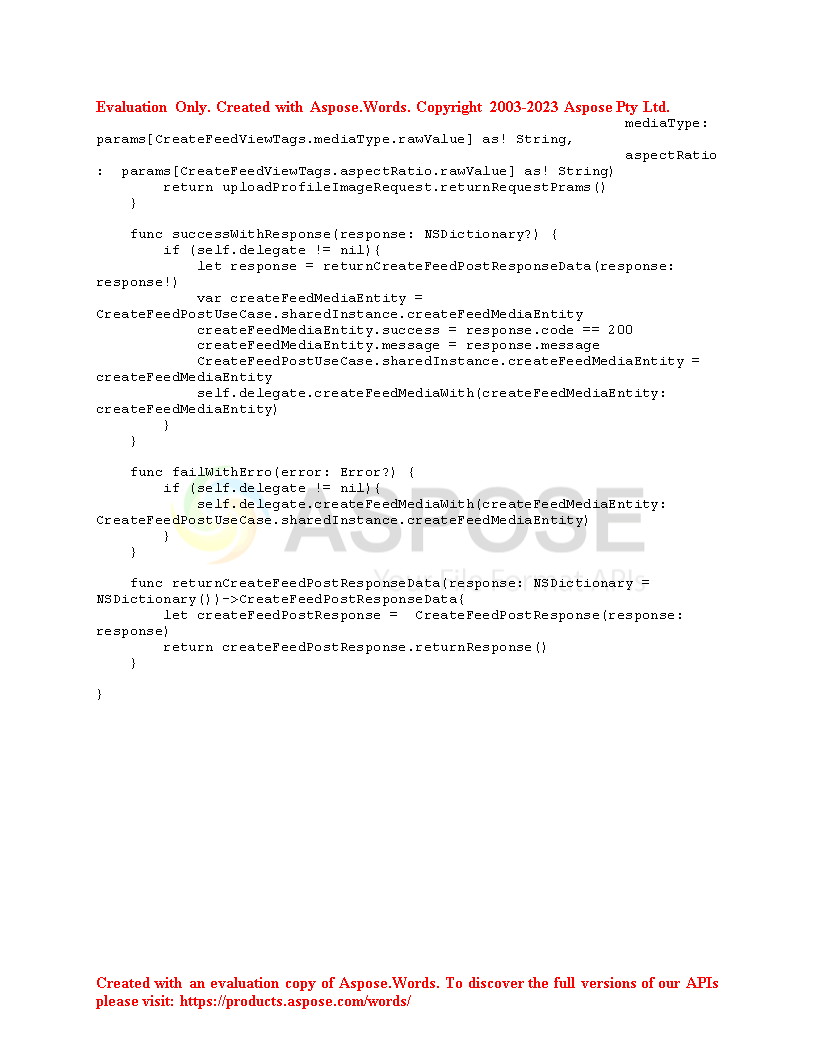 Evaluation Only. Created with Aspose.Words. Copyright 2003-2023 Aspose Pty Ltd.
mediaType:
params[CreateFeedViewTags.mediaType.rawValue] as! String,
aspectRatio
:  params[CreateFeedViewTags.aspectRatio.rawValue] as! String)
        return uploadProfileImageRequest.returnRequestPrams()
    }

    func successWithResponse(response: NSDictionary?) {
        if (self.delegate != nil){
            let response = returnCreateFeedPostResponseData(response:
response!)
            var createFeedMediaEntity =
CreateFeedPostUseCase.sharedInstance.createFeedMediaEntity
            createFeedMediaEntity.success = response.code == 200
            createFeedMediaEntity.message = response.message
            CreateFeedPostUseCase.sharedInstance.createFeedMediaEntity =
createFeedMediaEntity
            self.delegate.createFeedMediaWith(createFeedMediaEntity:
createFeedMediaEntity)
        }
    }

    func failWithErro(error: Error?) {
        if (self.delegate != nil){
            self.delegate.createFeedMediaWith(createFeedMediaEntity:
CreateFeedPostUseCase.sharedInstance.createFeedMediaEntity)
        }
    }
ASPOSE
Your File Format APIs

    func returnCreateFeedPostResponseData(response: NSDictionary =
NSDictionary())->CreateFeedPostResponseData{
        let createFeedPostResponse =  CreateFeedPostResponse(response:
response)
        return createFeedPostResponse.returnResponse()
    }

}
Created with an evaluation copy of Aspose.Words. To discover the full versions of our APIs
please visit: https://products.aspose.com/words/